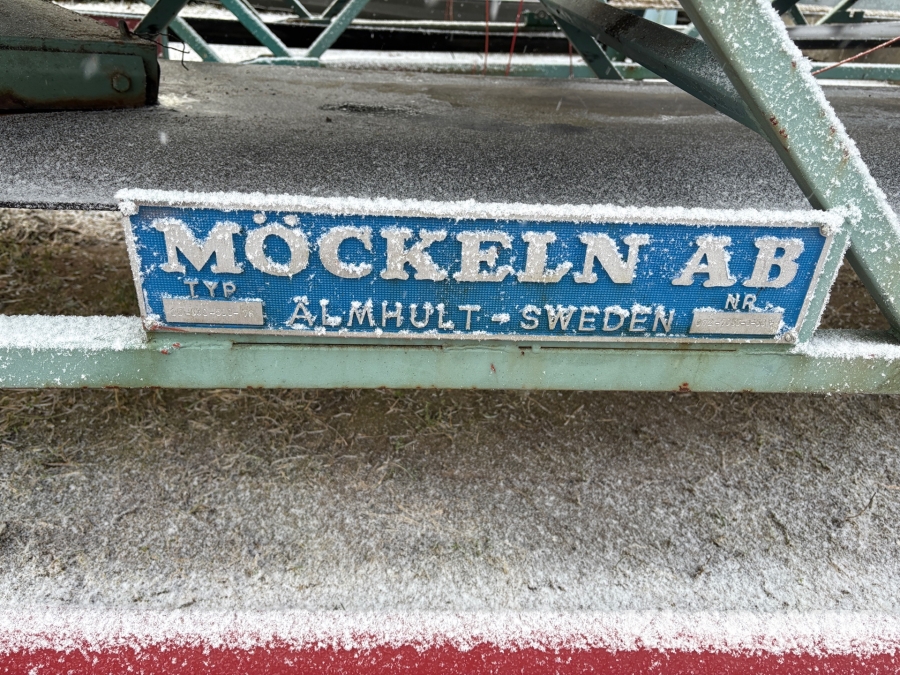 MÖCKELN AB
TYP
ÄLMHULT - SWEDEN
NR